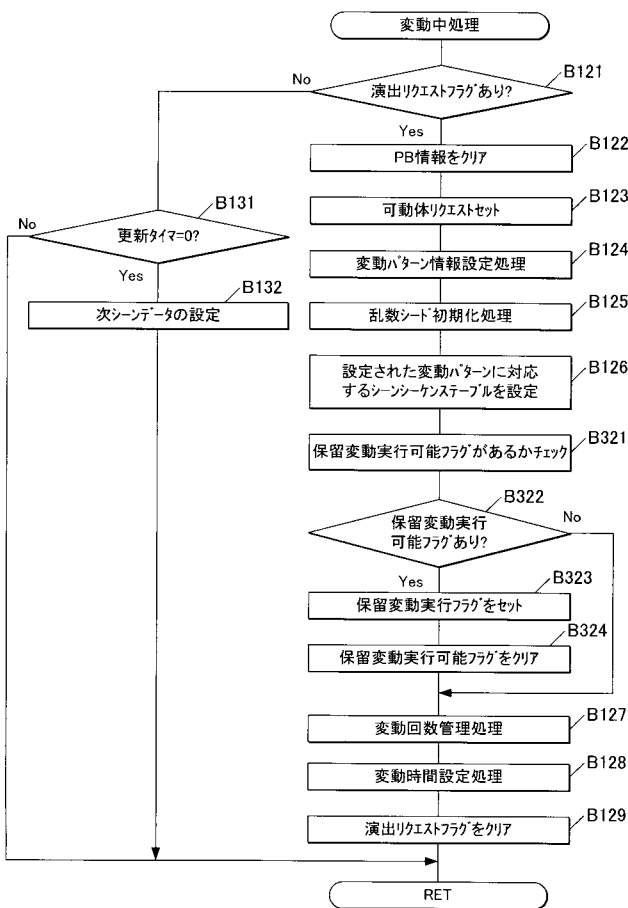 変動中処理
B121
演出リクエストフラグあり?
No
Yes
B122
PB情報をクリア
B123
可動体リクエストセット
B131
更新タイマ=0?
No
Yes
B124
変動パターン情報設定処理
B132
次シーンデータの設定
B125
乱数シード初期化処理
B126
設定された変動パターンに対応
するシーンシーケンステーブルを設定
B321
保留変動実行可能フラグがあるかチェック
B322
保留変動実行
可能フラグあり?
No
Yes
B323
保留変動実行フラグをセット
B324
保留変動実行可能フラグをクリア
B127
変動回数管理処理
B128
変動時間設定処理
B129
演出リクエストフラグをクリア
RET